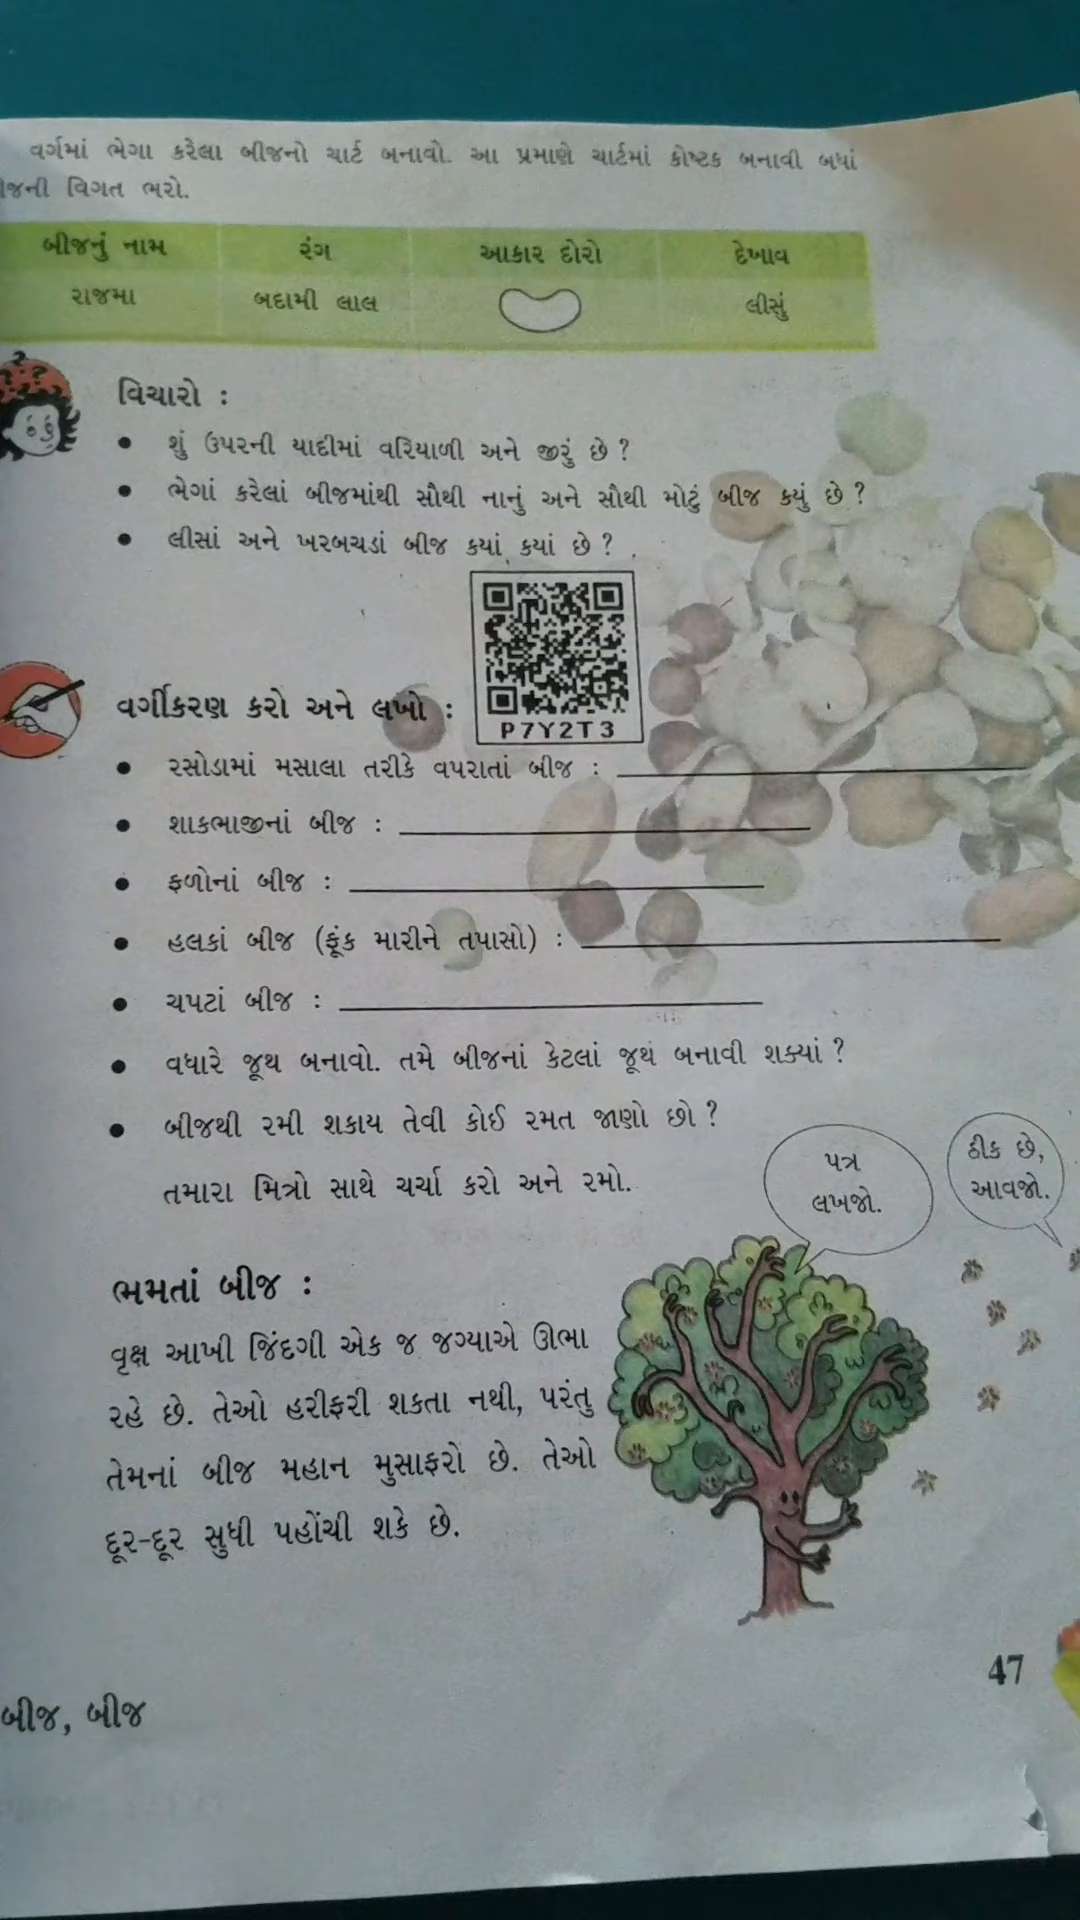 વર્ગમાં ભેગા કરેલા બીજનો ચાર્ટ બનાવો. આ પ્રમાણે ચાર્ટમાં કોષ્ટક બનાવી બધાં
વિગત ભરો.
બીજનું નામ રંગ આકાર દોરો દેખાવ
રાજમા બદામી લાલ લીસું
વિચારો :
• શું ઉપરની યાદીમાં વરિયાળી અને જીરું છે ?
• ભેગાં કરેલાં બીજમાંથી સૌથી નાનું અને સૌથી મોટું બીજ કયું છે ?
• લીસાં અને ખરબચડાં બીજ કયાં કયાં છે ?
P7Y2T3
વર્ગીકરણ કરો અને લખો :
• રસોડામાં મસાલા તરીકે વપરાતાં બીજ :
• શાકભાજીનાં બીજ :
• ફળોનાં બીજ :
• હલકાં બીજ (ફૂંક મારીને તપાસો) :
• ચપટાં બીજ :
• વધારે જૂથ બનાવો. તમે બીજનાં કેટલાં જૂથ બનાવી શક્યાં ?
• બીજથી રમી શકાય તેવી કોઈ રમત જાણો છો ?
તમારા મિત્રો સાથે ચર્ચા કરો અને રમો.
પત્ર
લખજો.
ઠીક છે,
આવજો.
ભમતાં બીજ :
વૃક્ષ આખી જિંદગી એક જ જગ્યાએ ઊભા
રહે છે. તેઓ હરીફરી શકતા નથી, પરંતુ
તેમનાં બીજ મહાન મુસાફરો છે. તેઓ
દૂર-દૂર સુધી પહોંચી શકે છે.
47
બીજ, બીજ